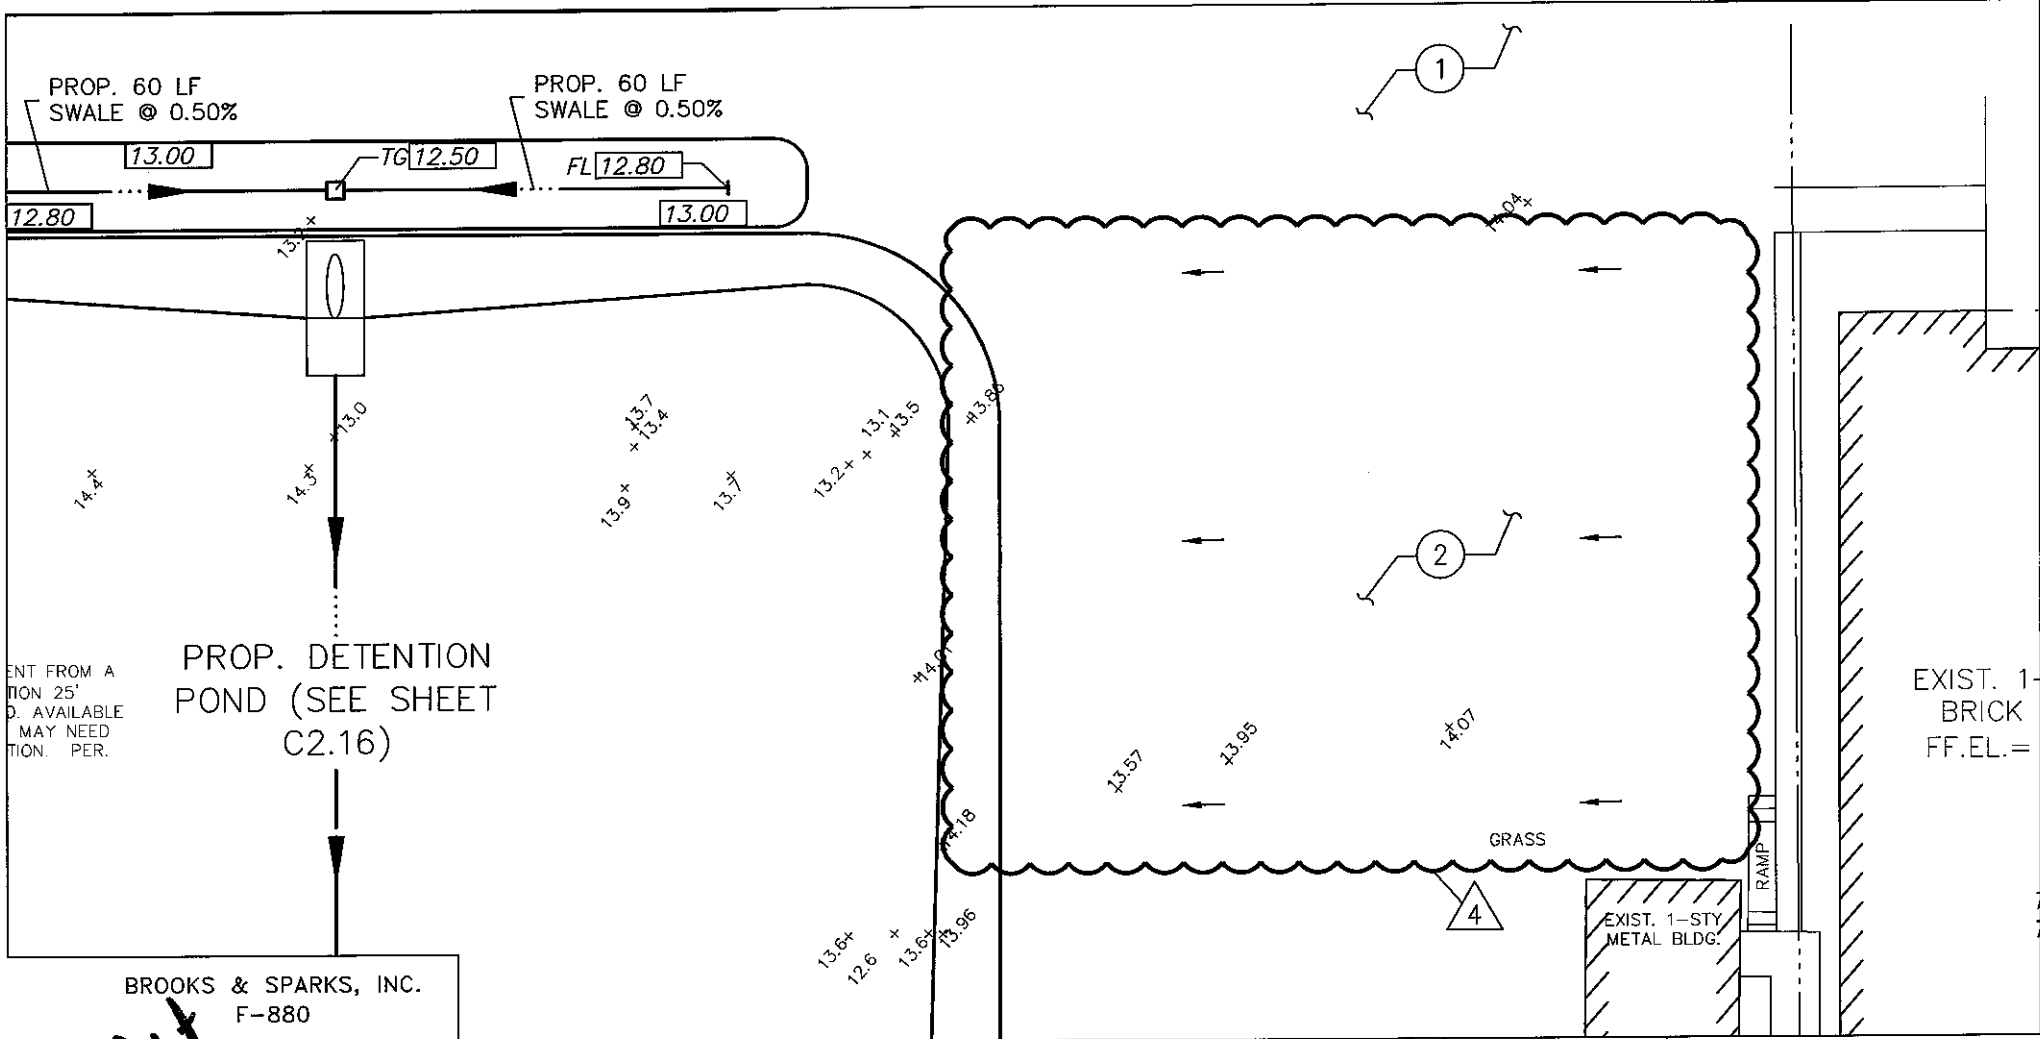 PROP. 60 LF
SWALE @ 0.50%
PROP. 60 LF
SWALE @ 0.50%
1
13.00
TG 12.50
FL 12.80
12.80
13.00
14.04
13.86
13.0
13.7
13.4
13.1
13.5
13.2
14.4
14.3
13.9
13.7
2
PROP. DETENTION
POND (SEE SHEET
C2.16)
ENT FROM A
TION 25'
AVAILABLE
MAY NEED
TION. PER.
EXIST. 1-
BRICK
FF.EL.=
13.57
13.95
14.07
14.18
GRASS
RAMP
4
EXIST. 1-STY
METAL BLDG.
13.6
12.6
13.6
13.96
BROOKS & SPARKS, INC.
F-880